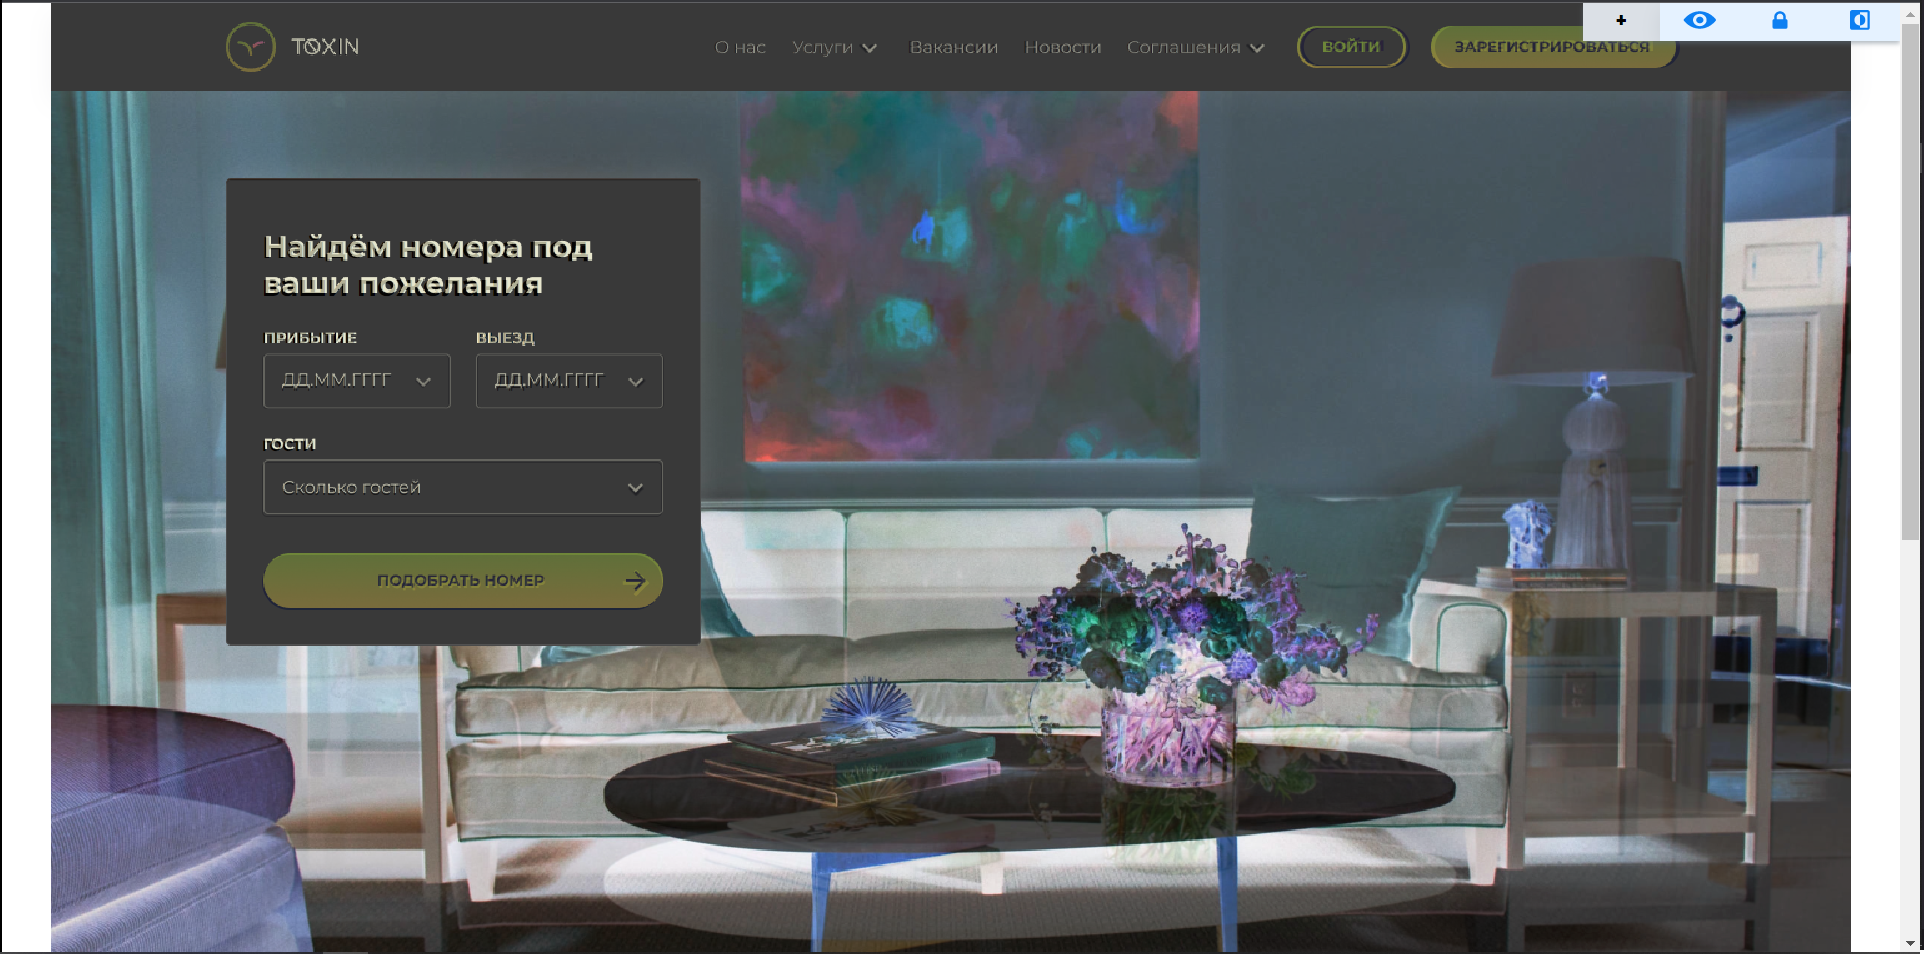 TOXIN
О нас
Услуги
Вакансии
Новости
Соглашения
ВОЙТИ
ЗАРЕГИСТРИРОВАТЬСЯ
Найдём номера под
ваши пожелания
ПРИБЫТИЕ
ВЫЕЗД
ДД.ММ.ГГГГ
ДД.ММ.ГГГГ
ГОСТИ
Сколько гостей
ПОДОБРАТЬ НОМЕР